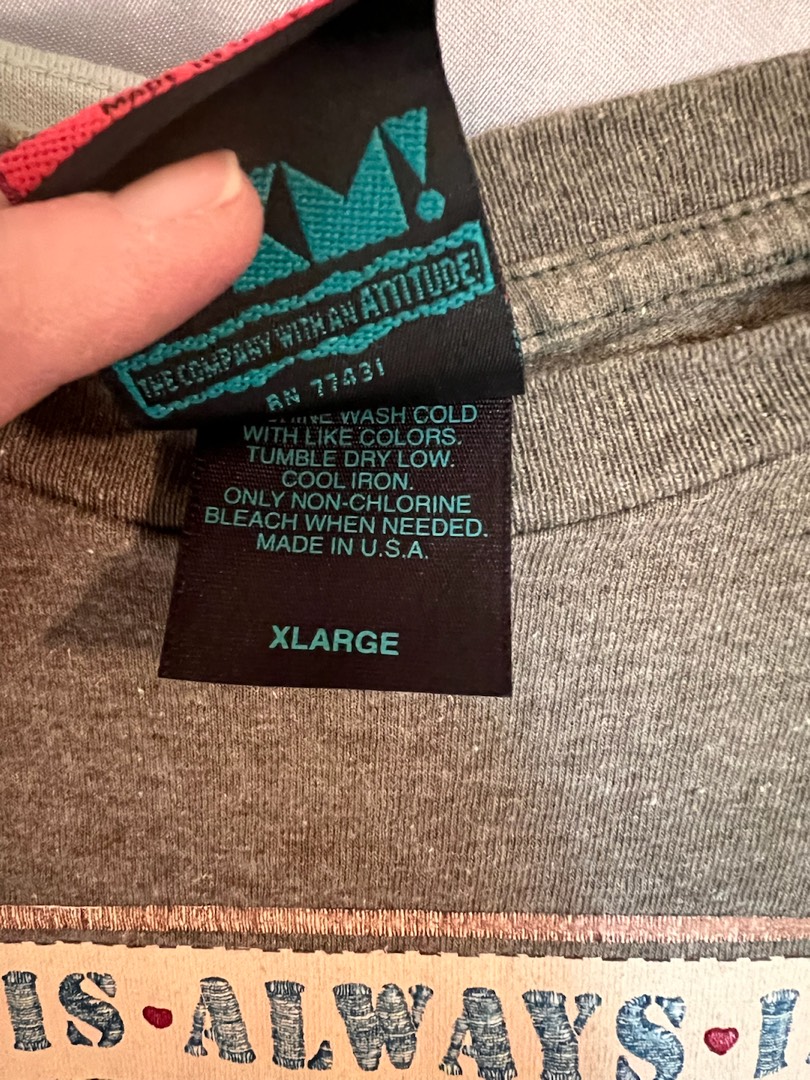 MADE
M!
THE COMPANY WITH AN ATTITUDE!
RN 77431
WASH COLD
WITH LIKE COLORS.
TUMBLE DRY LOW.
COOL IRON.
ONLY NON-CHLORINE
BLEACH WHEN NEEDED.
MADE IN U.S.A.
XLARGE
IS • ALWAYS •